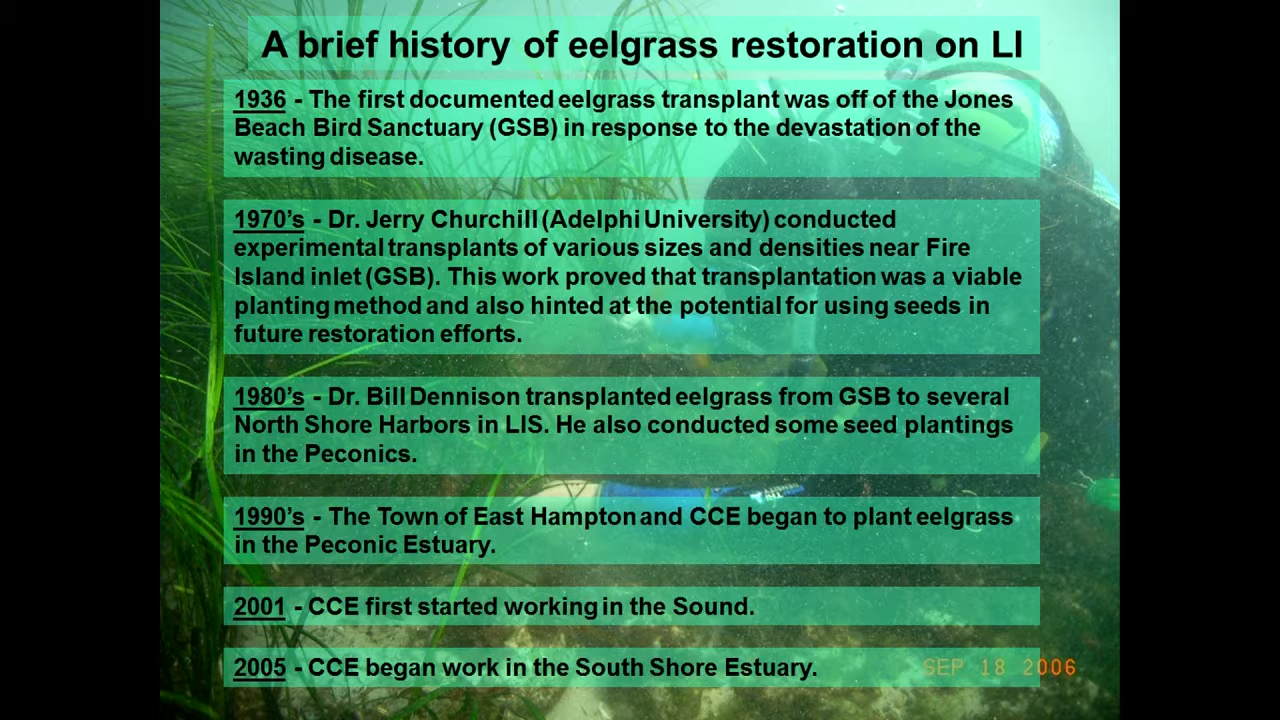 A brief history of eelgrass restoration on LI
1936 - The first documented eelgrass transplant was off of the Jones
Beach Bird Sanctuary (GSB) in response to the devastation of the
wasting disease.
1970's - Dr. Jerry Churchill (Adelphi University) conducted
experimental transplants of various sizes and densities near Fire
Island inlet (GSB). This work proved that transplantation was a viable
planting method and also hinted at the potential for using seeds in
future restoration efforts.
1980's - Dr. Bill Dennison transplanted eelgrass from GSB to several
North Shore Harbors in LIS. He also conducted some seed plantings
in the Peconics.
1990's - The Town of East Hampton and CCE began to plant eelgrass
in the Peconic Estuary.
2001 - CCE first started working in the Sound.
2005 - CCE began work in the South Shore Estuary.
SEP 18 2006